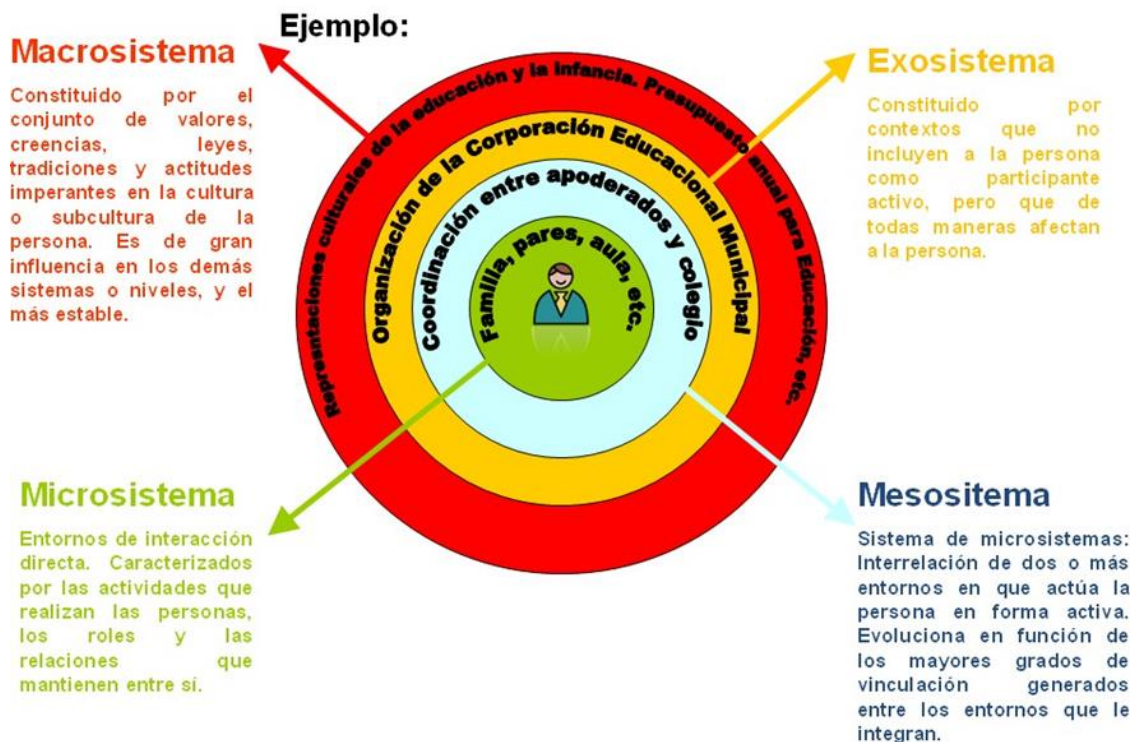 Ejemplo:
Macrosistema
Constituido por el
conjunto de valores,
creencias, leyes,
tradiciones y actitudes
imperantes en la cultura
o subcultura de la
persona. Es de gran
influencia en los demás
sistemas o niveles, y el
más estable.
Exosistema
Constituido por
contextos que no
incluyen a la persona
como participante
activo, pero que de
todas maneras afectan
a la persona.
Representaciones culturales de la educación y la infancia. Presupuesto anual para Educación, etc.
Organización de la Corporación Educacional Municipal
Coordinación entre apoderados y colegio
Familia, pares, aula, etc.
Microsistema
Entornos de interacción
directa. Caracterizados
por las actividades que
realizan las personas,
los roles y las
relaciones que
mantienen entre sí.
Mesositema
Sistema de microsistemas:
Interrelación de dos o más
entornos en que actúa la
persona en forma activa.
Evoluciona en función de
los mayores grados de
vinculación generados
entre los entornos que le
integran.